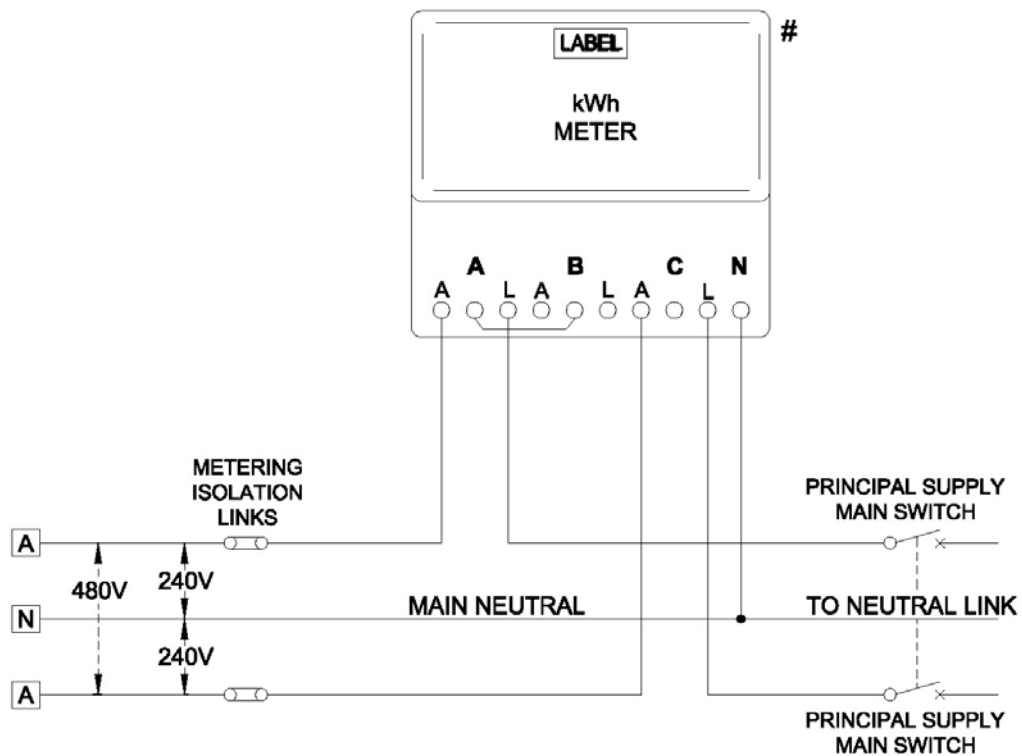 #
LABEL
kWh
METER
A B C N
A L A L A L
METERING
ISOLATION
LINKS
PRINCIPAL SUPPLY
MAIN SWITCH
A
480V
240V
N
MAIN NEUTRAL
TO NEUTRAL LINK
240V
A
PRINCIPAL SUPPLY
MAIN SWITCH